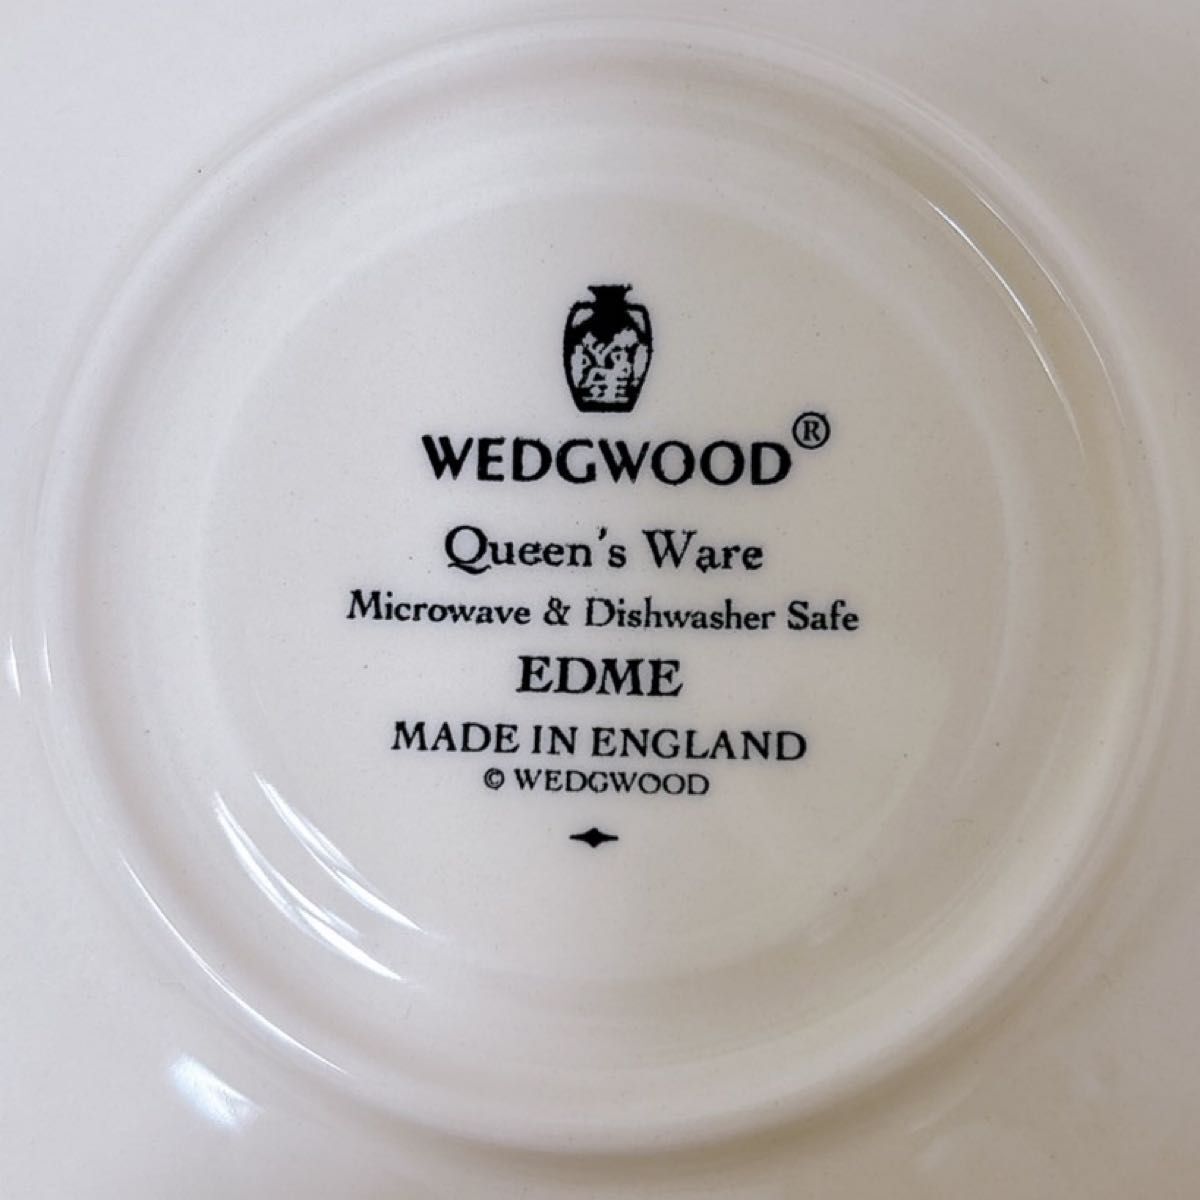 WEDGWOOD®
Queen's Ware
Microwave & Dishwasher Safe
EDME
MADE IN ENGLAND
© WEDGWOOD